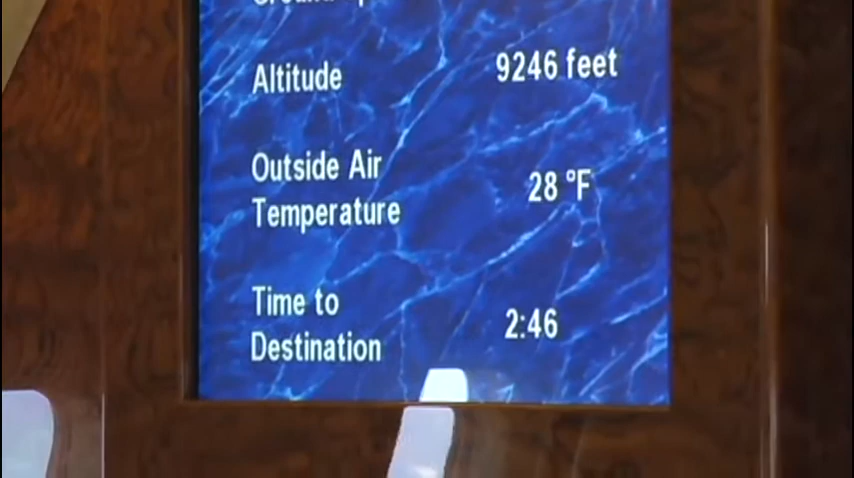 Altitude 9246 feet
Outside Air
Temperature 28 °F
Time to
Destination 2:46